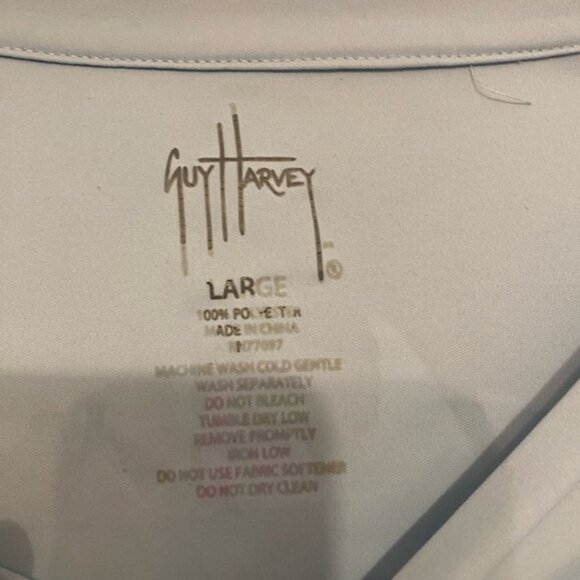 GUY HARVEY
®
LARGE
100% POLYESTER
MADE IN CHINA
RN77097
MACHINE WASH COLD GENTLE
WASH SEPARATELY
DO NOT BLEACH
TUMBLE DRY LOW
REMOVE PROMPTLY
IRON LOW
DO NOT USE FABRIC SOFTENER
DO NOT DRY CLEAN